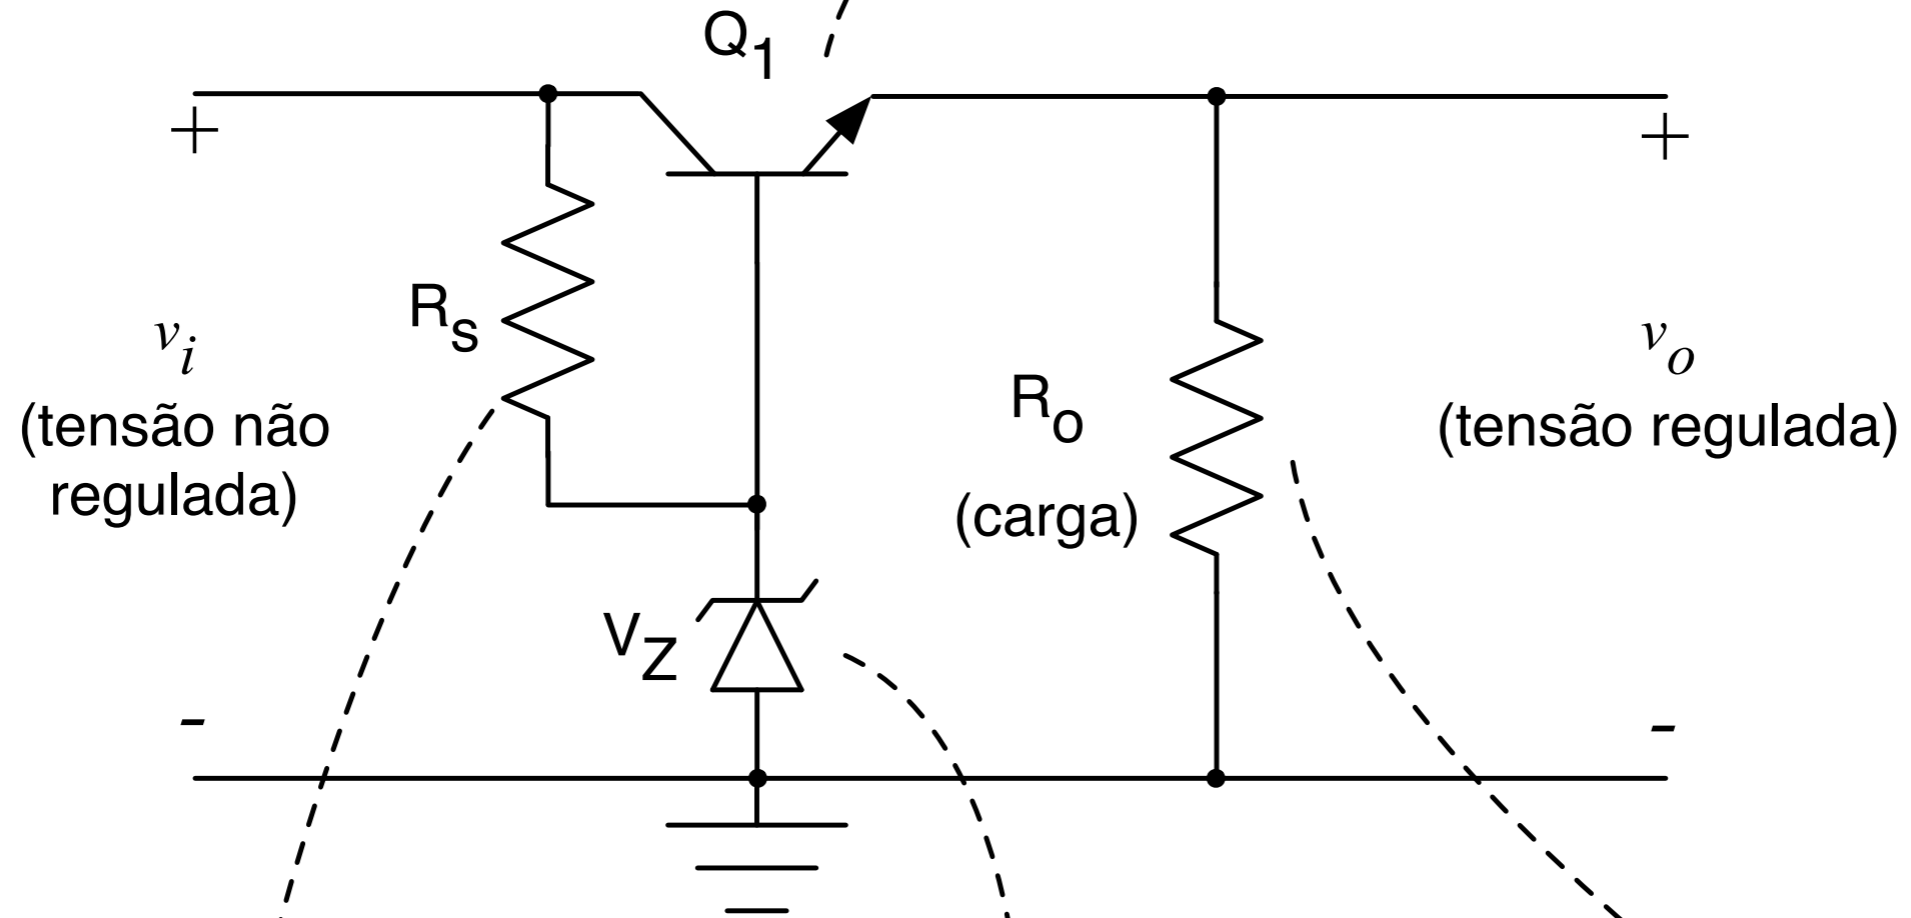 Q1
+
+
Rs
vi
(tensão não
regulada)
Ro
(carga)
vo
(tensão regulada)
VZ
-
-